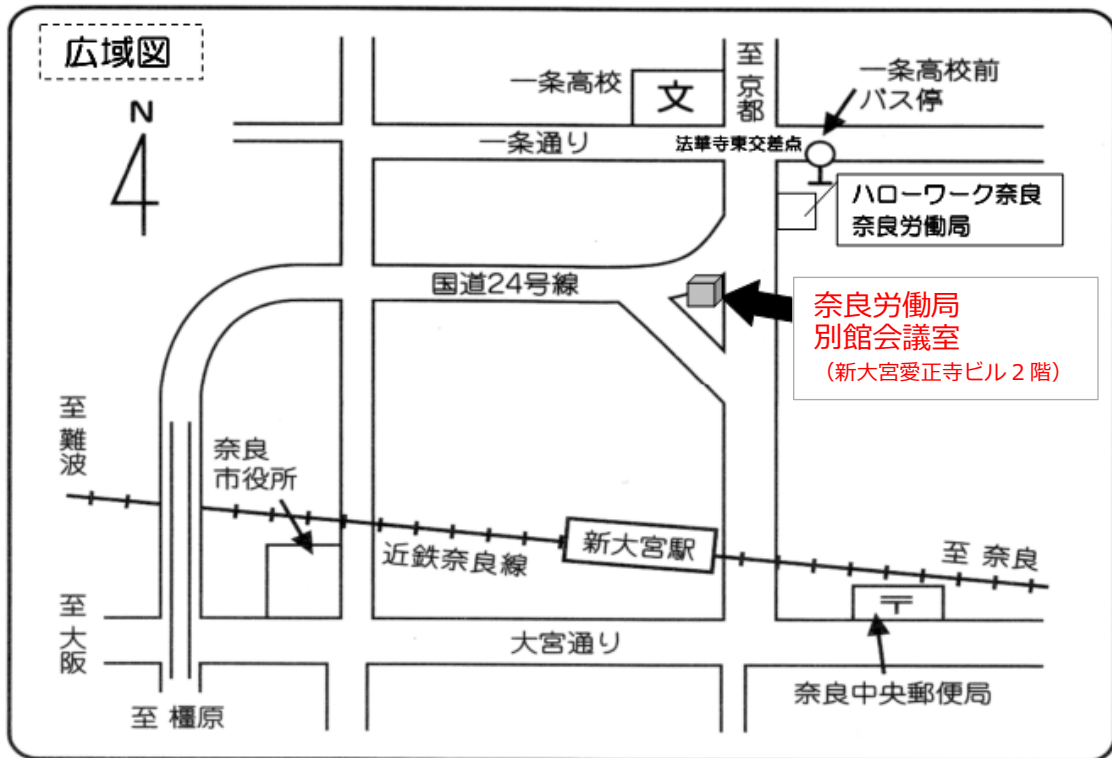 広域図
N
一条高校
文
至京都
一条高校前
バス停
一条通り
法華寺東交差点
ハローワーク奈良
奈良労働局
国道24号線
奈良労働局
別館会議室
（新大宮愛正寺ビル２階）
至難波
奈良
市役所
近鉄奈良線
新大宮駅
至 奈良
〒
至大阪
大宮通り
奈良中央郵便局
至 橿原